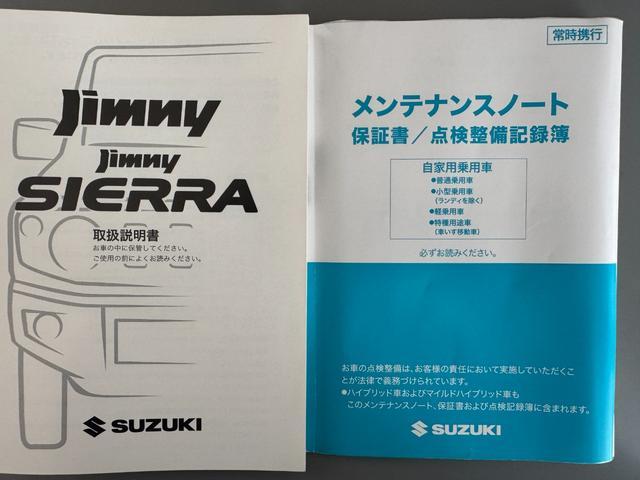 Jimny
Jimny
SIERRA
取扱説明書
お車の中に保管してください。
ご使用の前によくお読みください。
SUZUKI
常時携行
メンテナンスノート
保証書／点検整備記録簿
自家用乗用車
●普通乗用車
●小型乗用車
(ランディを除く)
●軽乗用車
●特種用途車
(車いす移動車)
必ずお読みください。
お車の点検整備は、お客様の責任において実施していただくこ
とが法律で義務づけられています。
●ハイブリッド車およびマイルドハイブリッド車も
このメンテナンスノート、保証書および点検記録簿に含まれます。
SUZUKI